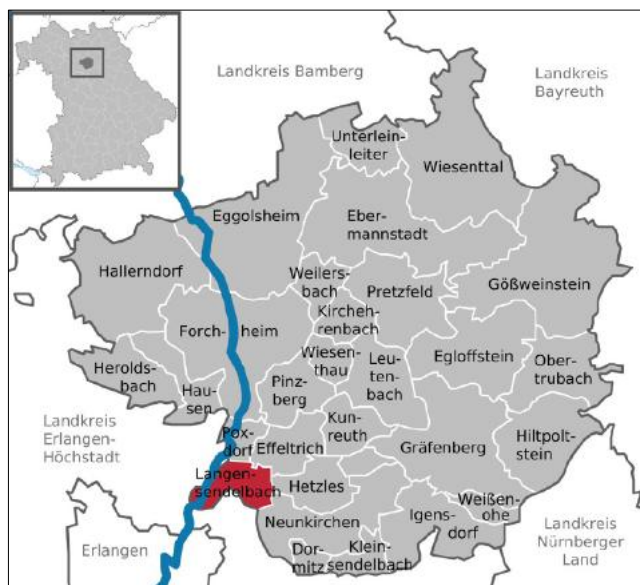 Landkreis Bamberg
Landkreis
Bayreuth
Unterlein-
leiter
Wiesenttal
Eggolsheim
Eber-
mannstadt
Hallerndorf
Weilers-
bach
Pretzfeld
Gößweinstein
Kircheh-
renbach
Forch-
heim
Wiesen-
thau
Egloffstein
Ober-
trubach
Herolds-
bach
Leu-
ten-
bach
Hau-
sen
Pinz-
berg
Kun-
reuth
Landkreis
Erlangen-
Höchstadt
Pox-
dorf
Effeltrich
Gräfenberg
Hiltpolt-
stein
Langen-
sendelbach
Hetzles
Weißen-
ohe
Neunkirchen
Igens-
dorf
Landkreis
Nürnberger
Land
Erlangen
Dor-
mitz
Klein-
sendelbach